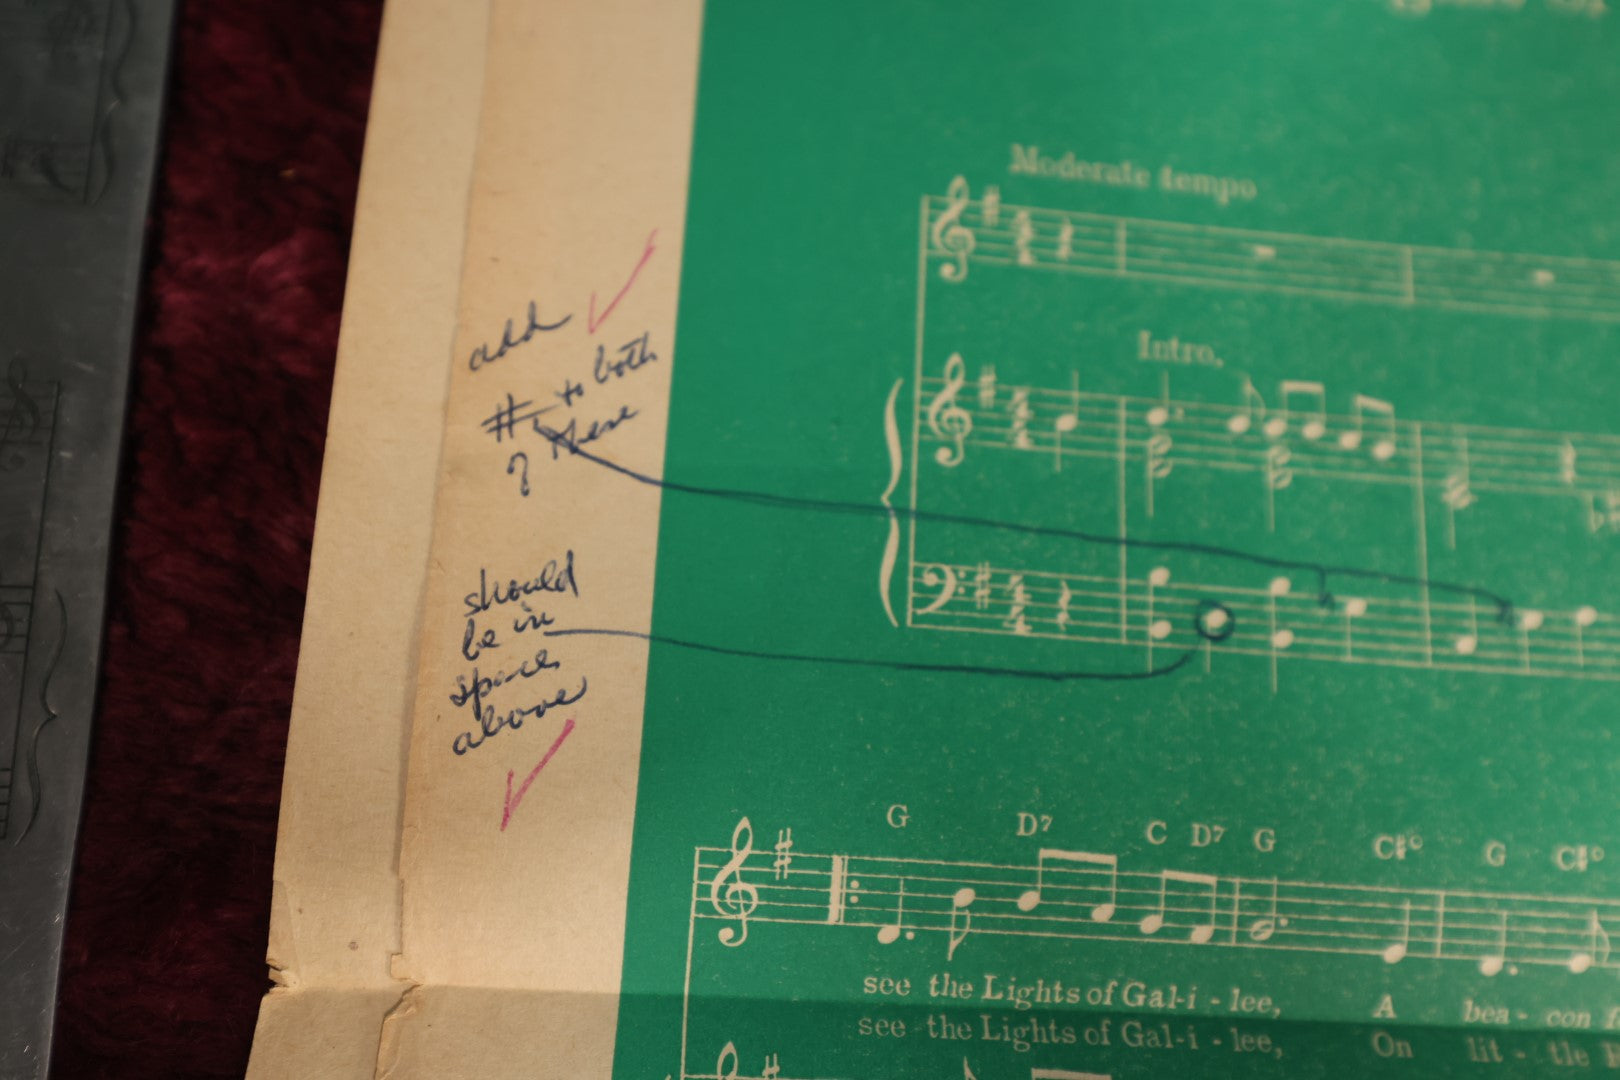 Moderate tempo
add
# to both
these
?
Intro.
should
be in
space
above
G D7 C D7 G C#° G C#°
see the Lights of Gal-i - lee, A bea - con
see the Lights of Gal-i - lee, On lit - tle